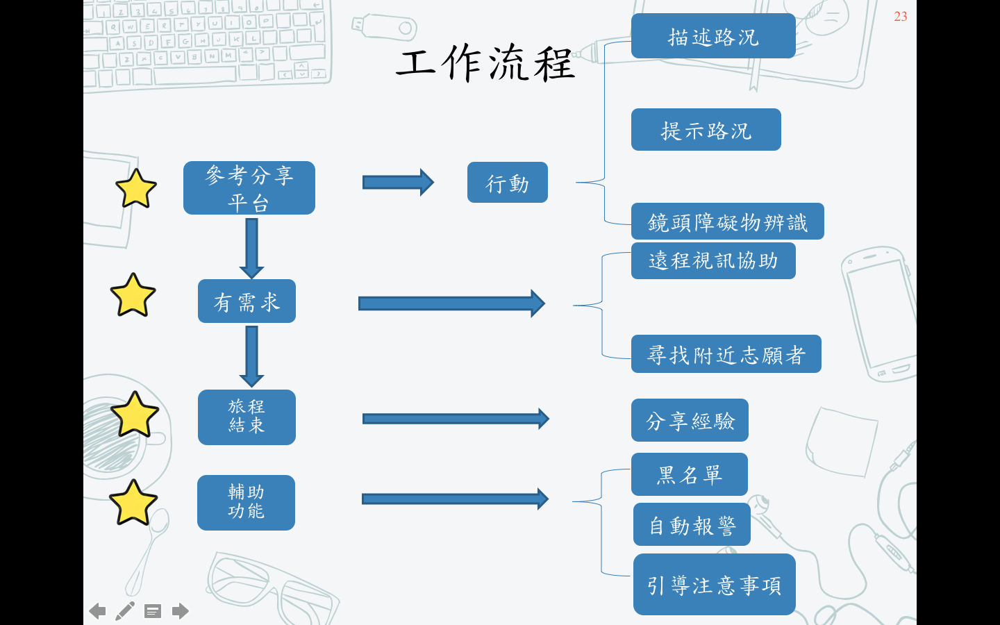 23
工作流程
描述路況
提示路況
參考分享
平台
行動
鏡頭障礙物辨識
遠程視訊協助
有需求
尋找附近志願者
旅程
結束
分享經驗
輔助
功能
黑名單
自動報警
引導注意事項